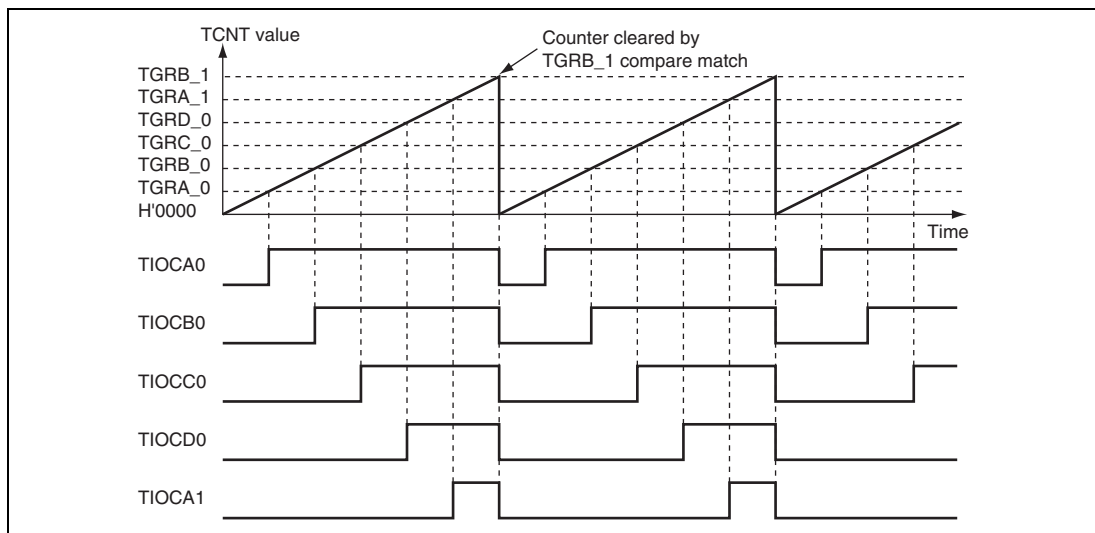 TCNT value
Counter cleared by
TGRB_1 compare match
TGRB_1
TGRA_1
TGRD_0
TGRC_0
TGRB_0
TGRA_0
H'0000
Time
TIOCA0
TIOCB0
TIOCC0
TIOCD0
TIOCA1